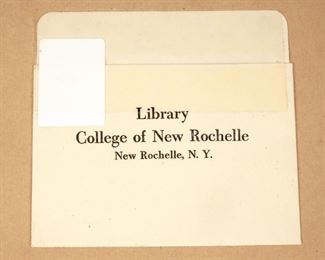 Library
College of New Rochelle
New Rochelle, N. Y.